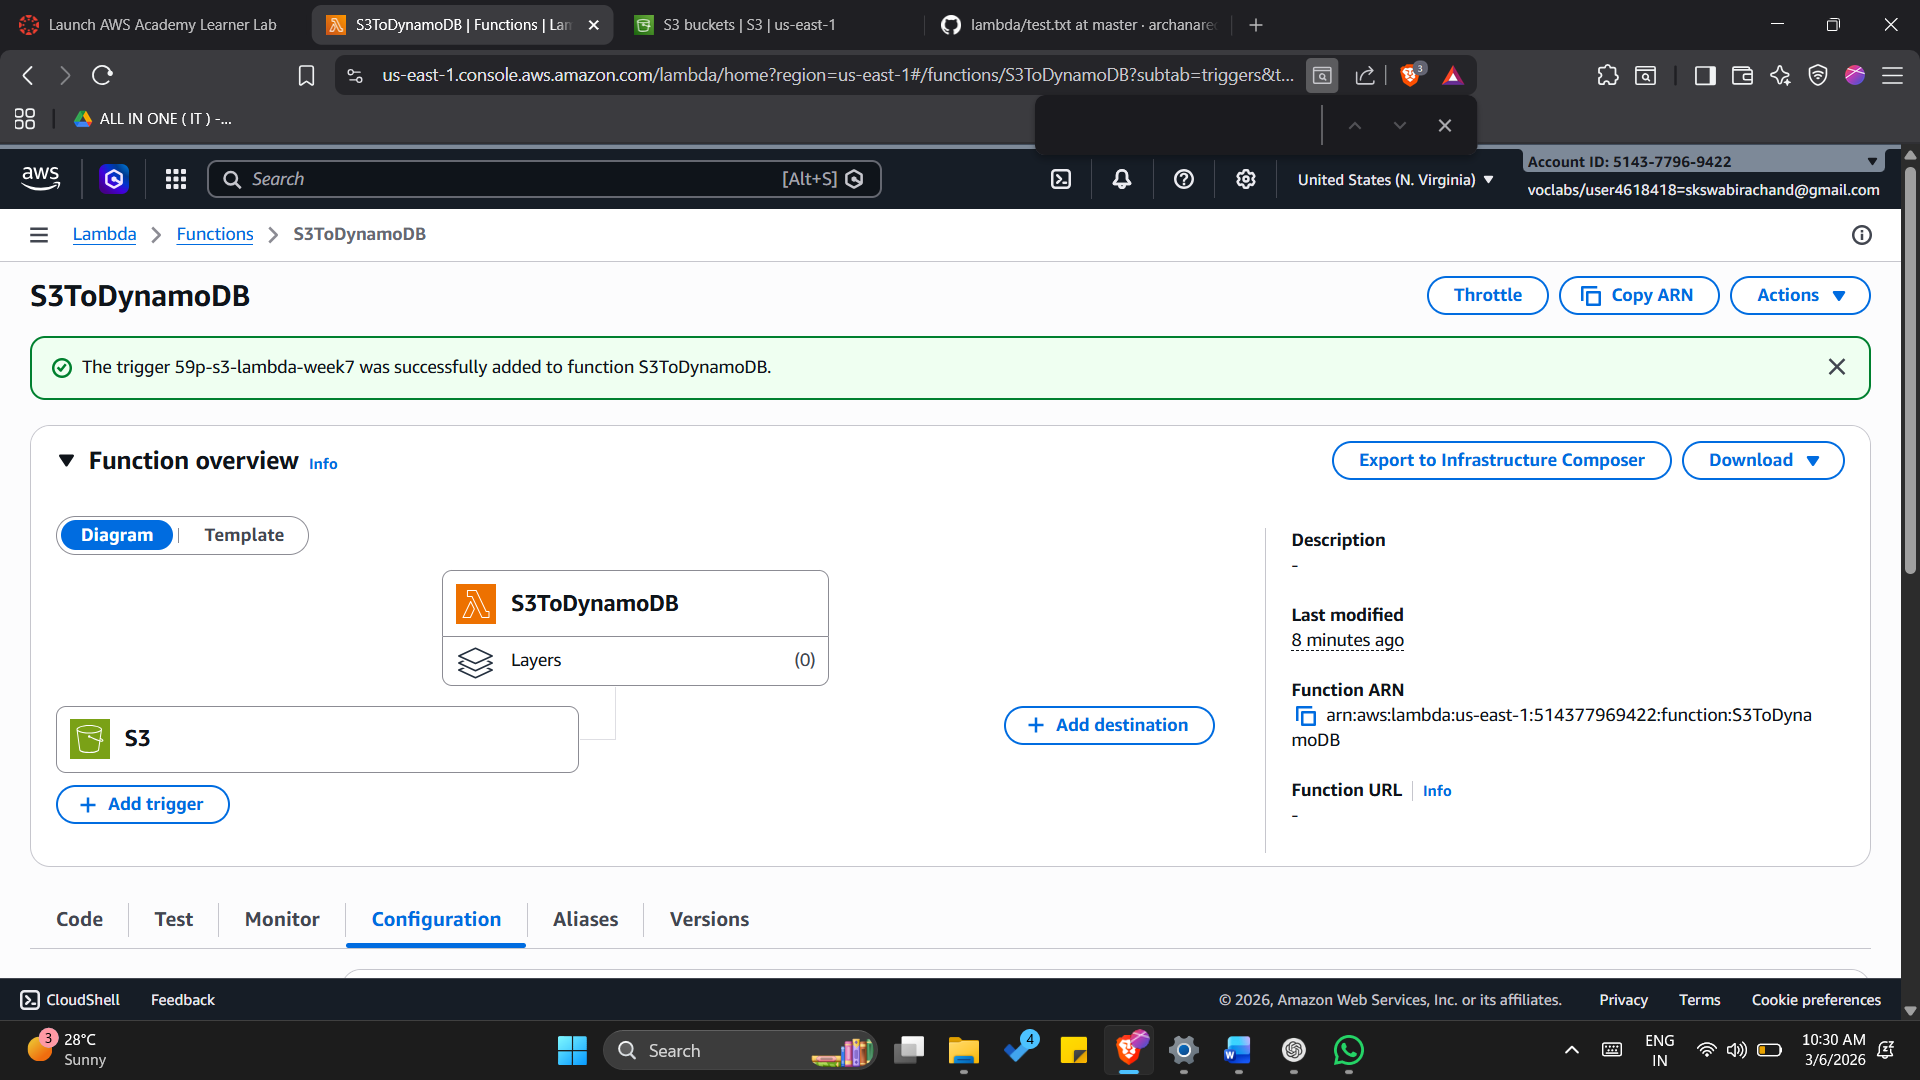 Launch AWS Academy Learner Lab
S3ToDynamoDB | Functions | Lam
S3 buckets | S3 | us-east-1
lambda/test.txt at master · archanared
us-east-1.console.aws.amazon.com/lambda/home?region=us-east-1#/functions/S3ToDynamoDB?subtab=triggers&t...
3
ALL IN ONE ( IT ) -...
aws
Search
[Alt+S]
United States (N. Virginia)
Account ID: 5143-7796-9422
voclabs/user4618418=skswabirachand@gmail.com
Lambda
Functions
S3ToDynamoDB
S3ToDynamoDB
Throttle
Copy ARN
Actions
The trigger 59p-s3-lambda-week7 was successfully added to function S3ToDynamoDB.
Function overview Info
Export to Infrastructure Composer
Download
Diagram
Template
S3ToDynamoDB
Layers
(0)
S3
Add destination
Add trigger
Description
-
Last modified
8 minutes ago
Function ARN
arn:aws:lambda:us-east-1:514377969422:function:S3ToDyna
moDB
Function URL
Info
-
Code
Test
Monitor
Configuration
Aliases
Versions
CloudShell
Feedback
© 2026, Amazon Web Services, Inc. or its affiliates.
Privacy
Terms
Cookie preferences
3
28°C
Sunny
Search
4
W
ENG
IN
10:30 AM
3/6/2026